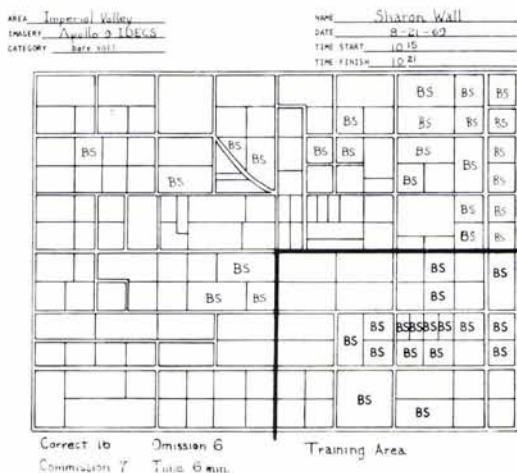 AREA Imperial Valley
IMAGERY Apollo 9 IDECS
CATEGORY bare soil
NAME Sharon Wall
DATE 8-21-69
TIME START 10 15
TIME FINISH 10 21
BS BS BS
BS BS BS BS
BS BS BS BS BS BS BS
BS
BS BS BS
BS BS
BS BS
BS BS BS
BS BS BS
BS BS BS BS BS BS BS
BS BS BS BS BS BS
BS
BS
Correct 16 Omission 6
Commission 7 Time 6 min.
Training Area